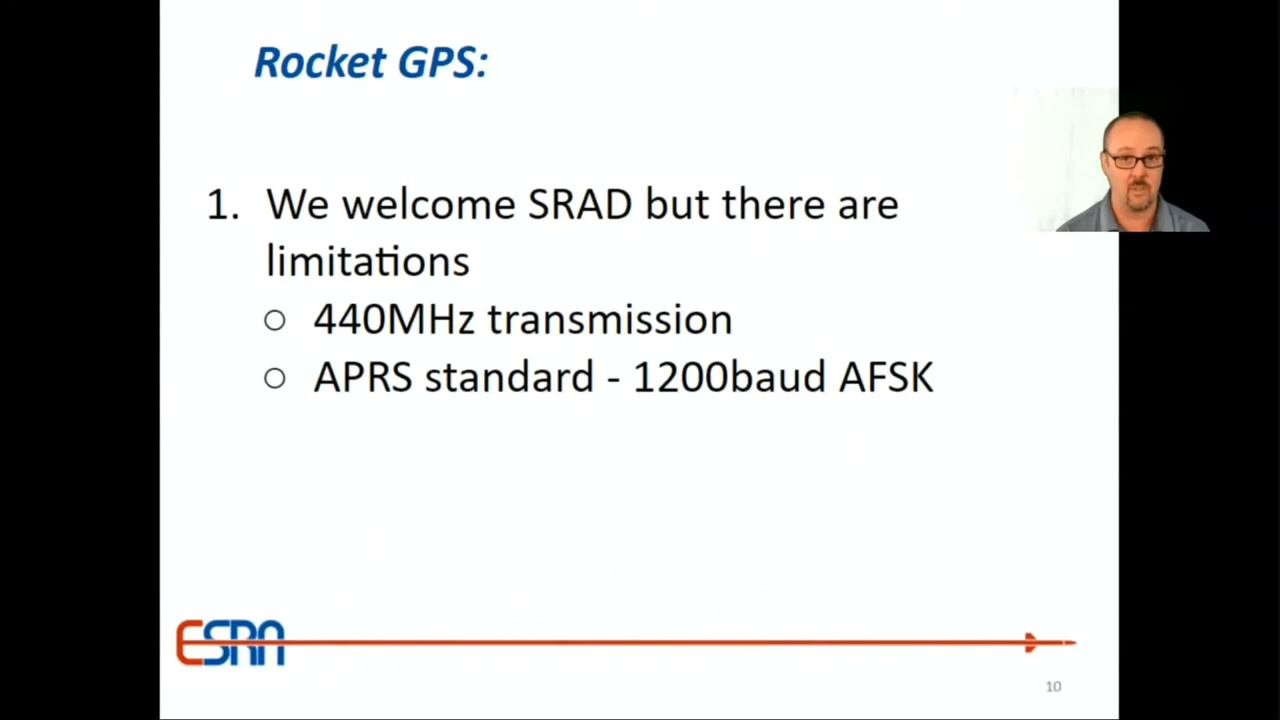 Rocket GPS:
1. We welcome SRAD but there are
limitations
○ 440MHz transmission
○ APRS standard - 1200baud AFSK
ESRA
10